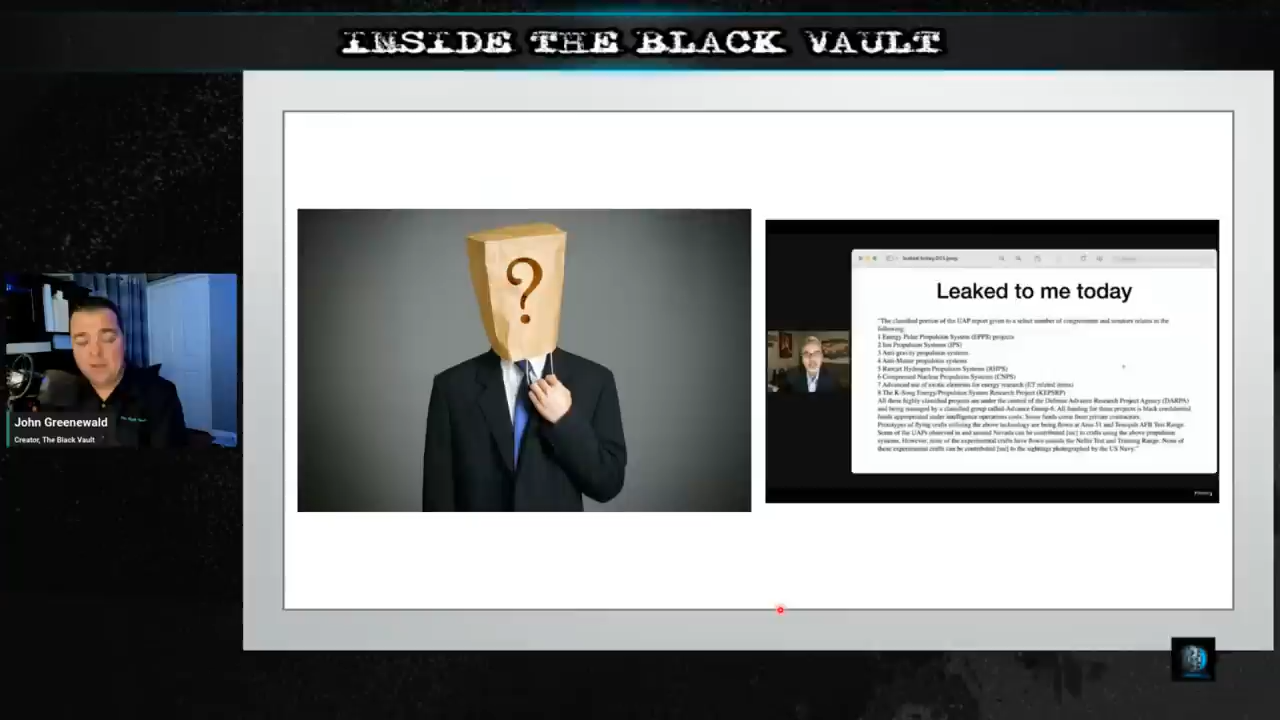 INSIDE THE BLACK VAULT
?
leaked today
Leaked to me today
"The classified portion of the UAP report given to a select number of congressmen and senators relates to the
following:
1 Energy Polar Propulsion System (EPPS) projects
2 Ion Propulsion Systems (IPS)
3 Anti-gravity propulsion systems
4 Anti-Matter propulsion systems
5 Ramjet Hydrogen Propulsion Systems (RHPS)
6 Compressed Nuclear Propulsion Systems (CNPS)
7 Advanced use of exotic elements for energy research (ET related items)
8 The K-Song Energy/Propulsion System Research Project (KEPSRP)
All these highly classified projects are under the control of the Defense Advance Research Project Agency (DARPA)
and being managed by a classified group called Advance Group-6. All funding for these projects is black credential
funds appropriated under intelligence operations costs. Some funds come from private contractors.
Prototypes of flying crafts utilizing the above technology are being flown at Area 51 and Tonopah AFB Test Range.
Some of the UAPs observed in and around Nevada can be contributed [sic] to crafts using the above propulsion
systems. However, none of the experimental crafts have flown outside the Nellis Test and Training Range. None of
these experimental crafts can be contributed [sic] to the sightings photographed by the US Navy."
John Greenewald
Creator, The Black Vault